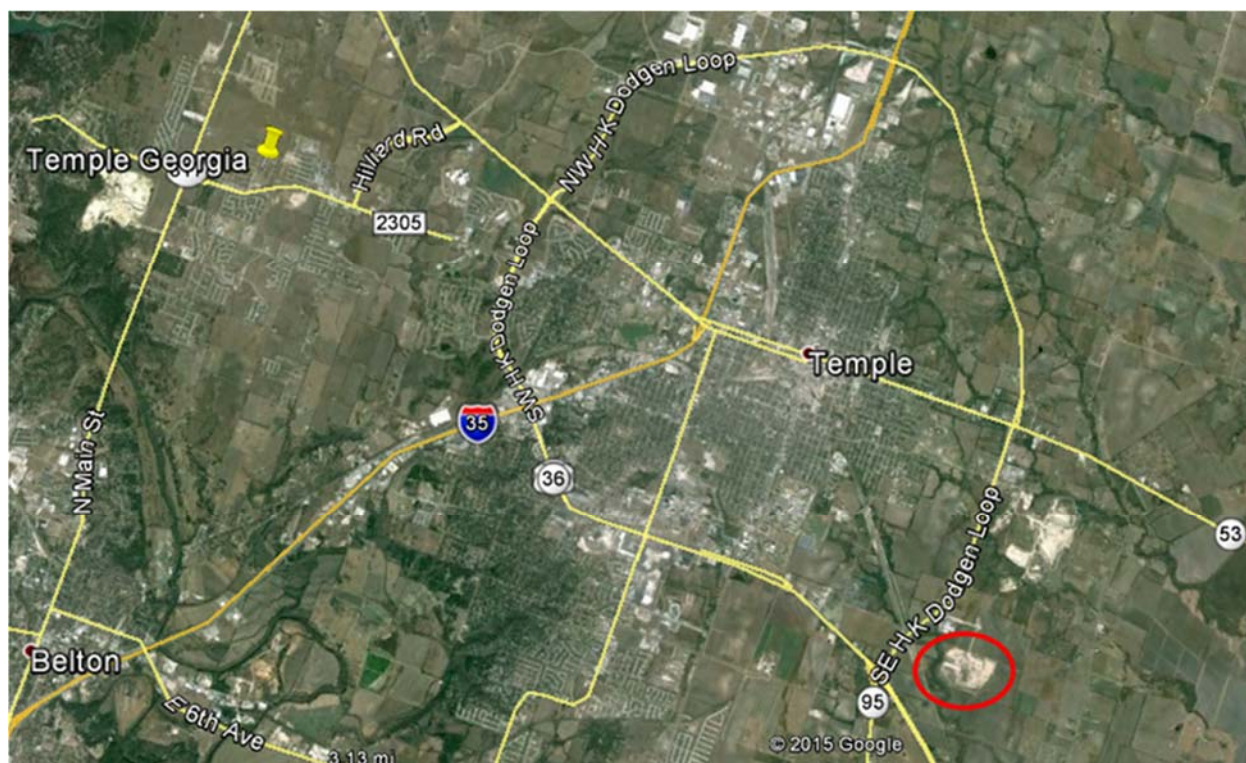 NW H K Dodgen Loop
Hilliard Rd
Temple Georgia
2305
SW H K Dodgen Loop
Temple
35
N Main St
36
53
SE H K Dodgen Loop
Belton
95
E 6th Ave
3.13 mi
© 2015 Google